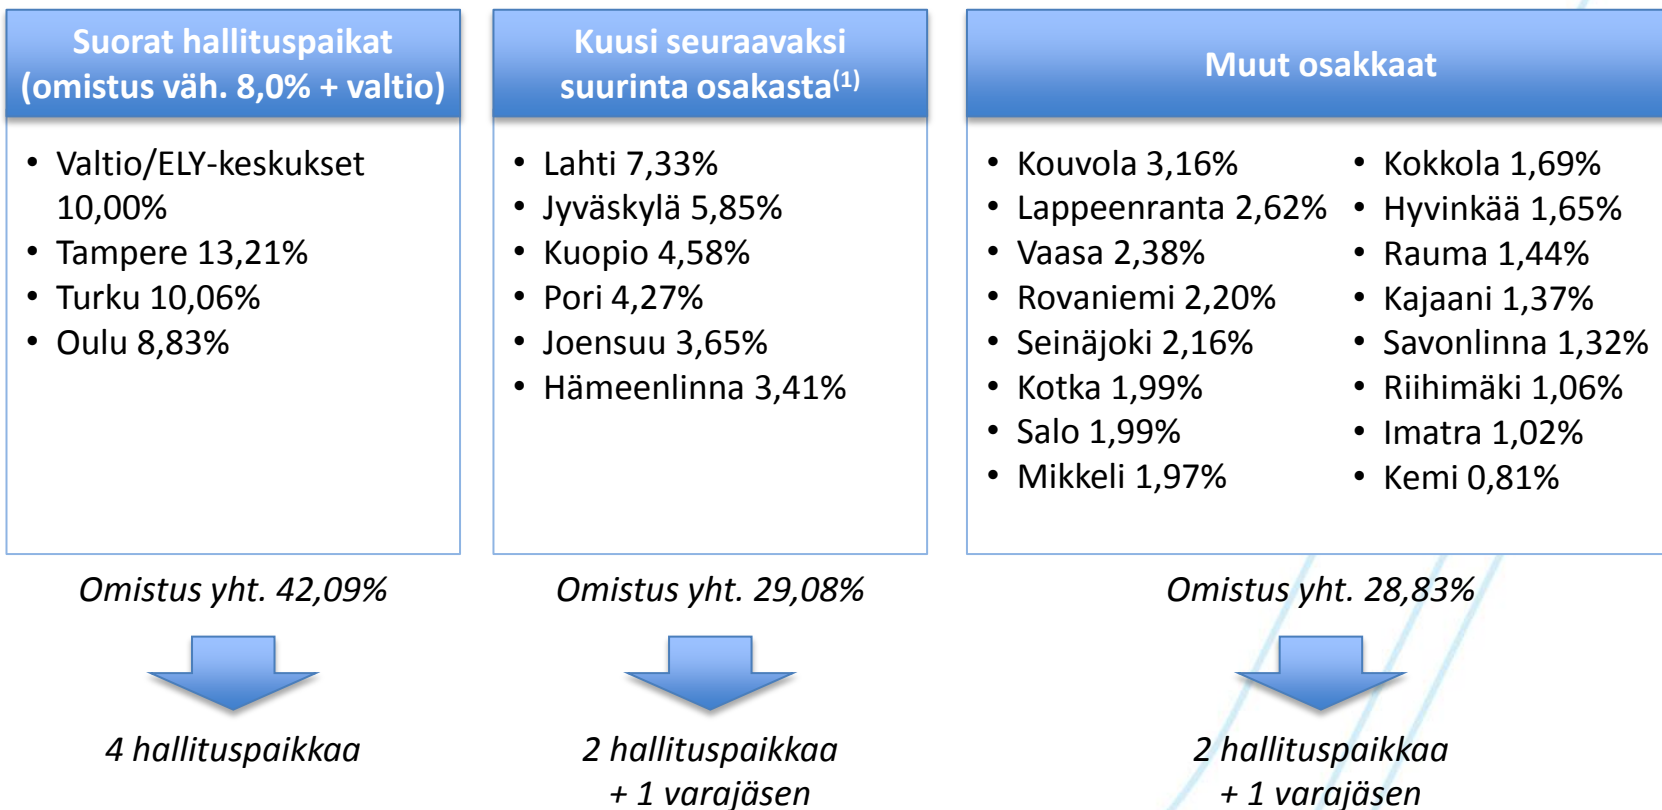 Suorat hallituspaikat
(omistus väh. 8,0% + valtio)
• Valtio/ELY-keskukset
10,00%
• Tampere 13,21%
• Turku 10,06%
• Oulu 8,83%
Omistus yht. 42,09%
4 hallituspaikkaa
Kuusi seuraavaksi
suurinta osakasta(1)
• Lahti 7,33%
• Jyväskylä 5,85%
• Kuopio 4,58%
• Pori 4,27%
• Joensuu 3,65%
• Hämeenlinna 3,41%
Omistus yht. 29,08%
2 hallituspaikkaa
+ 1 varajäsen
Muut osakkaat
• Kouvola 3,16%
• Lappeenranta 2,62%
• Vaasa 2,38%
• Rovaniemi 2,20%
• Seinäjoki 2,16%
• Kotka 1,99%
• Salo 1,99%
• Mikkeli 1,97%
• Kokkola 1,69%
• Hyvinkää 1,65%
• Rauma 1,44%
• Kajaani 1,37%
• Savonlinna 1,32%
• Riihimäki 1,06%
• Imatra 1,02%
• Kemi 0,81%
Omistus yht. 28,83%
2 hallituspaikkaa
+ 1 varajäsen